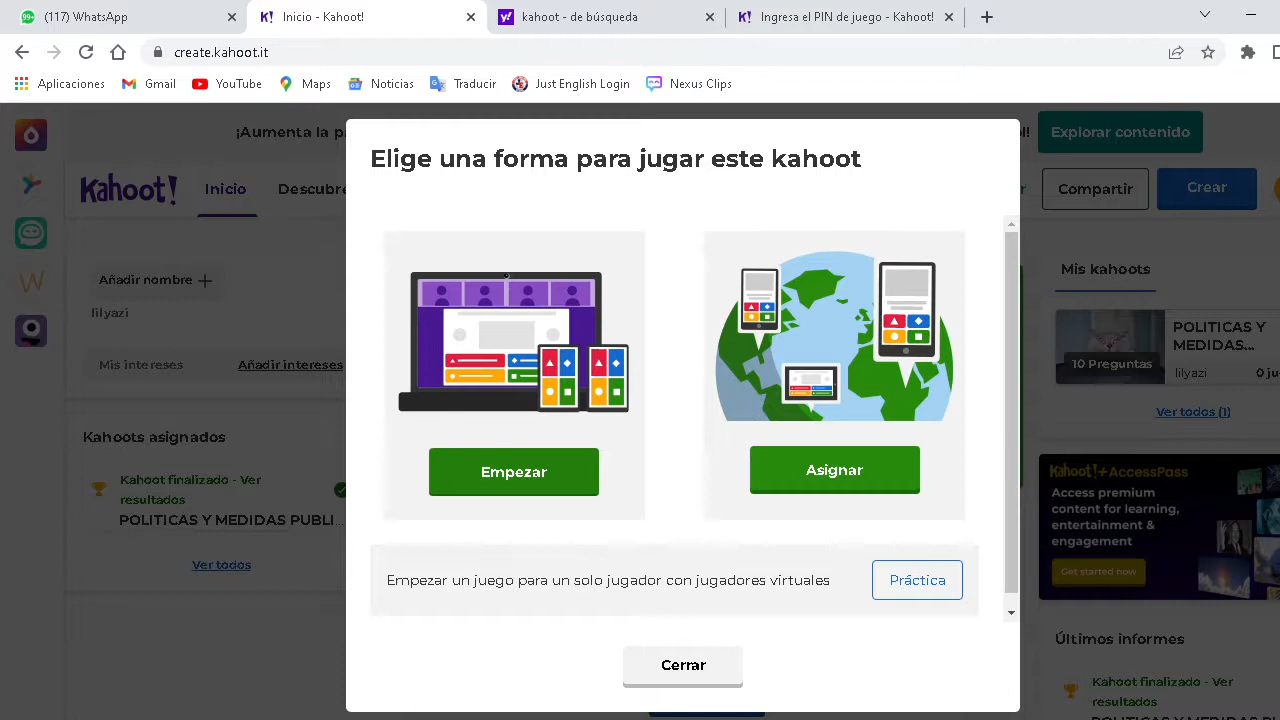 (117) WhatsApp
Inicio - Kahoot!
kahoot - de búsqueda
Ingresa el PIN de juego - Kahoot!
create.kahoot.it
Aplicaciones
Gmail
YouTube
Maps
Noticias
Traducir
Just English Login
Nexus Clips
¡Aumenta la pa
Explorar contenido
Kahoot!
Inicio
Descubre
Compartir
Crear
Elige una forma para jugar este kahoot
Añadir nombre
lilyazi
Mis intereses
Añadir intereses
Kahoots asignados
Kahoot finalizado - Ver
resultados
POLITICAS Y MEDIDAS PUBLI...
Ver todos
Empezar
Asignar
Empezar un juego para un solo jugador con jugadores virtuales
Práctica
Cerrar
Mis kahoots
POLITICAS Y
MEDIDAS...
10 Preguntas
lilyazi
0 ju
Ver todos (1)
Kahoot!+AccessPass
Access premium
content for learning,
entertainment &
engagement
Get started now
Últimos informes
Kahoot finalizado - Ver
resultados